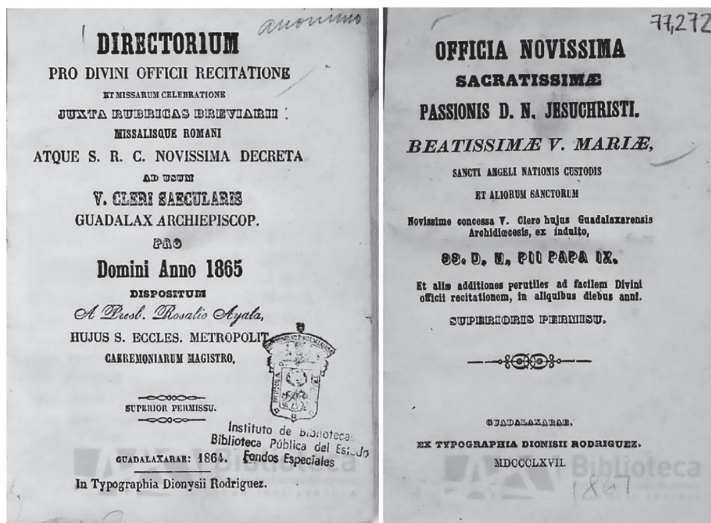 anonimo
DIRECTORIUM
PRO DIVINI OFFICII RECITATIONE
ET MISSARUM CELEBRATIONE
JUXTA RUBRICAS BREVIARII
MISSALISQUE ROMANI
ATQUE S. R. C. NOVISSIMA DECRETA
AD USUM
V. CLERI SAECULARIS
GUADALAX ARCHIEPISCOP.
PRO
Domini Anno 1865
DISPOSITUM
A Presb. Rosalio Ayala,
HUJUS S. ECCLES. METROPOLIT.
CAEREMONIARUM MAGISTRO,
SUPERIOR PERMISSU.
Instituto de Bibliotecas
Biblioteca Pública del Estado
Fondos Especiales
GUADALAXARAE: 1864.
In Typographia Dionysii Rodriguez.
Biblioteca
77,272
OFFICIA NOVISSIMA
SACRATISSIMÆ
PASSIONIS D. N. JESUCHRISTI.
BEATISSIMÆ V. MARIÆ,
SANCTI ANGELI NATIONIS CUSTODIS
ET ALIORUM SANCTORUM
Novissime concessa V. Clero hujus Guadalaxarensis
Archidiœcesis, ex indulto,
SS. D. N. PII PAPA IX.
Et aliæ additiones perutiles ad facilem Divini
officii recitationem, in aliquibus diebus anni.
SUPERIORIS PERMISU.
GUADALAXARAE.
EX TYPOGRAPHIA DIONISII RODRIGUEZ.
MDCCCLXVII.
Biblioteca
1867